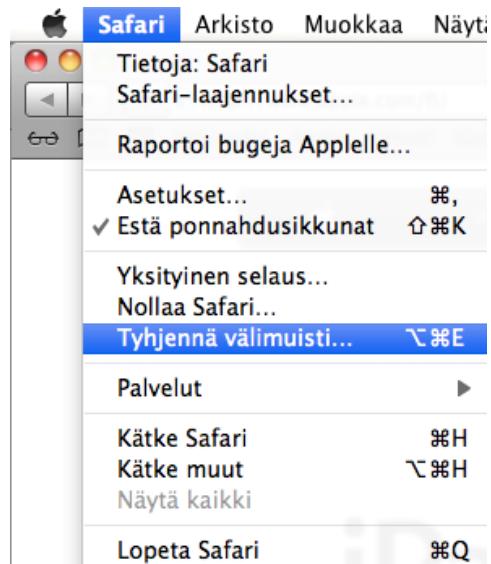 Safari Arkisto Muokkaa Näytä
Tietoja: Safari
Safari-laajennukset...
Raportoi bugeja Applelle...
Asetukset... ⌘,
✓ Estä ponnahdusikkunat ⇧⌘K
Yksityinen selaus...
Nollaa Safari...
Tyhjennä välimuisti... ⌥⌘E
Palvelut ▶
Kätke Safari ⌘H
Kätke muut ⌥⌘H
Näytä kaikki
Lopeta Safari ⌘Q